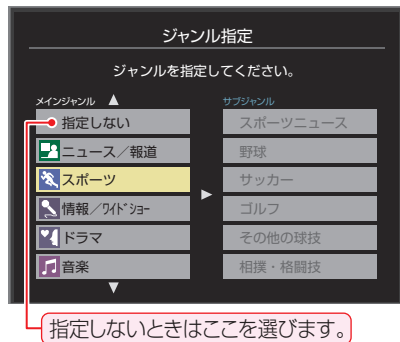 ジャンル指定
ジャンルを指定してください。
メインジャンル ▲
サブジャンル
指定しない
スポーツニュース
ニュース／報道
野球
スポーツ
サッカー
情報／ワイドショー
ゴルフ
ドラマ
その他の球技
音楽
相撲・格闘技
指定しないときはここを選びます。